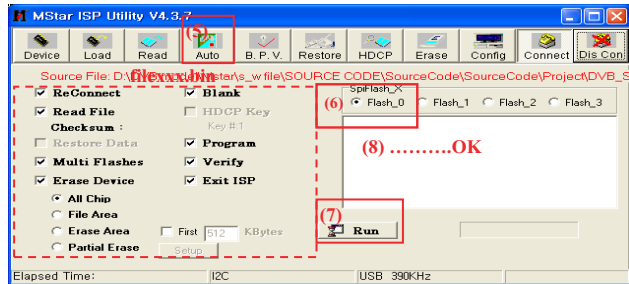 MStar ISP Utility V4.3.7
(5)
Device Load Read Auto B. P. V. Restore HDCP Erase Config Connect Dis Con
Source File: D:\ \s_w file\SOURCE CODE\SourceCode\SourceCode\Project\DVB_S
filexxx.bin
ReConnect Blank
SpiFlash_X
(6) Flash_0 Flash_1 Flash_2 Flash_3
Read File HDCP Key
Checksum : Key #:1
Restore Data Program
(8) ……….OK
Multi Flashes Verify
Erase Device Exit ISP
All Chip
File Area
(7)
Erase Area First 512 KBytes Run
Partial Erase Setup
Elapsed Time: I2C USB 390KHz